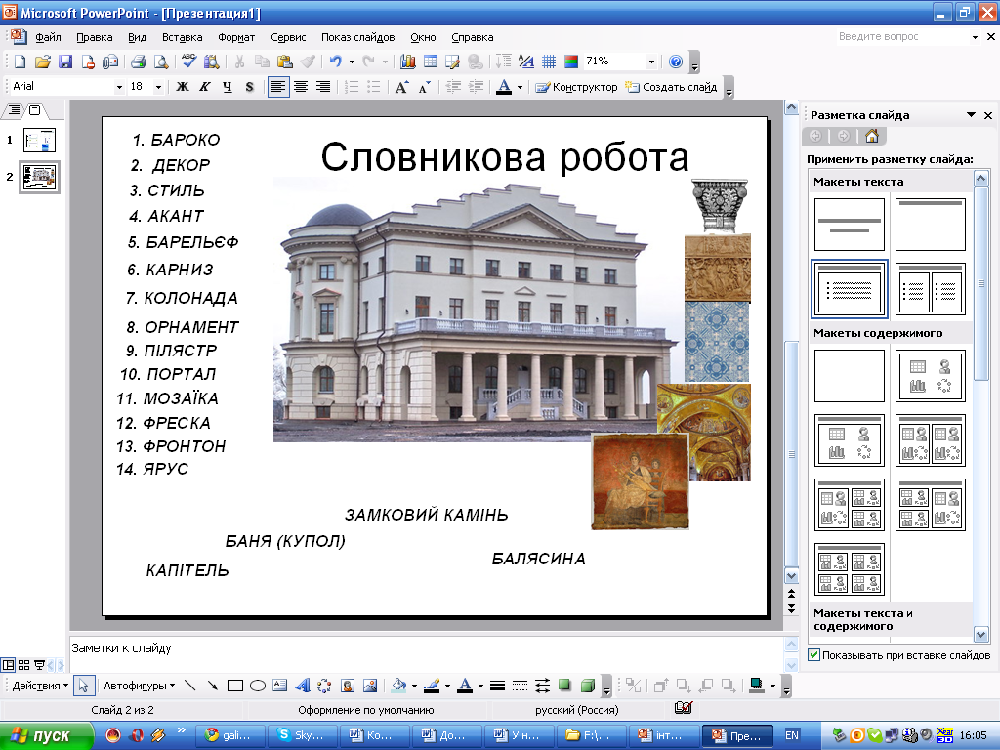 Microsoft PowerPoint - [Презентация1]
Файл Правка Вид Вставка Формат Сервис Показ слайдов Окно Справка Введите вопрос
71%
Arial 18 Ж К Ч S Конструктор Создать слайд
Разметка слайда
Применить разметку слайда:
Макеты текста
Макеты содержимого
Макеты текста и содержимого
Показывать при вставке слайдов
1
2
Словникова робота
1. БАРОКО
2. ДЕКОР
3. СТИЛЬ
4. АКАНТ
5. БАРЕЛЬЄФ
6. КАРНИЗ
7. КОЛОНАДА
8. ОРНАМЕНТ
9. ПІЛЯСТР
10. ПОРТАЛ
11. МОЗАЇКА
12. ФРЕСКА
13. ФРОНТОН
14. ЯРУС
ЗАМКОВИЙ КАМІНЬ
БАНЯ (КУПОЛ)
БАЛЯСИНА
КАПІТЕЛЬ
Заметки к слайду
Действия Автофигуры
Слайд 2 из 2 Оформление по умолчанию русский (Россия)
пуск gali... Sky... Ко... До... У н... F:\... інт... Пре... EN 16:05